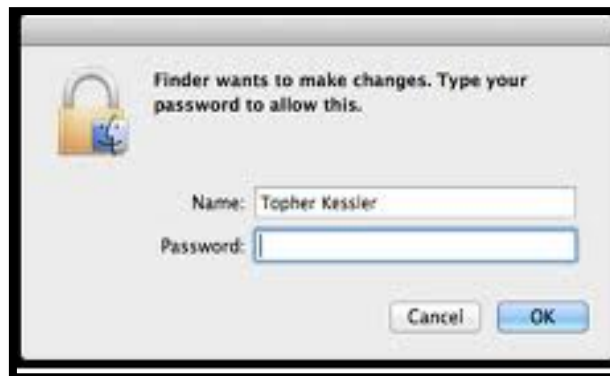 Finder wants to make changes. Type your
password to allow this.
Name: Topher Kessler
Password:
Cancel OK